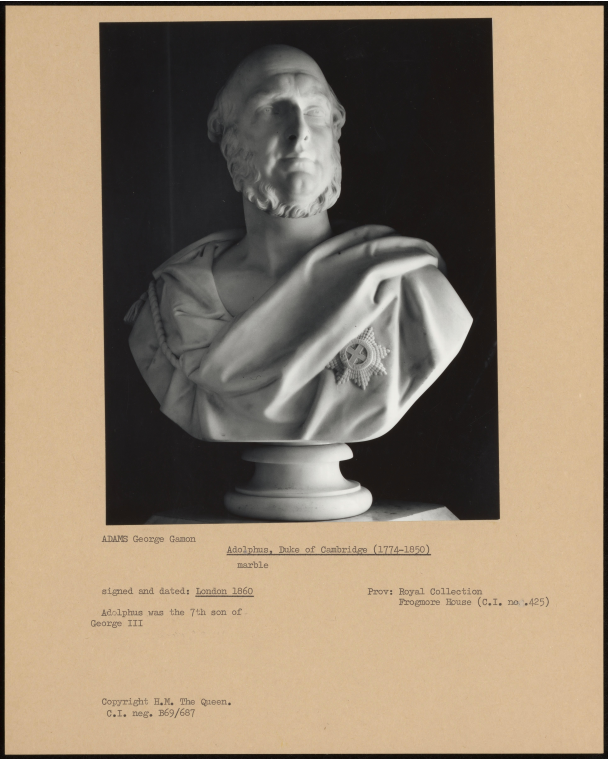 ADAMS George Gamon
Adolphus, Duke of Cambridge (1774-1850)
marble
signed and dated: London 1860
Prov: Royal Collection
Frogmore House (C.I. no.425)
Adolphus was the 7th son of
George III
Copyright H.M. The Queen.
C.I. neg. B69/687